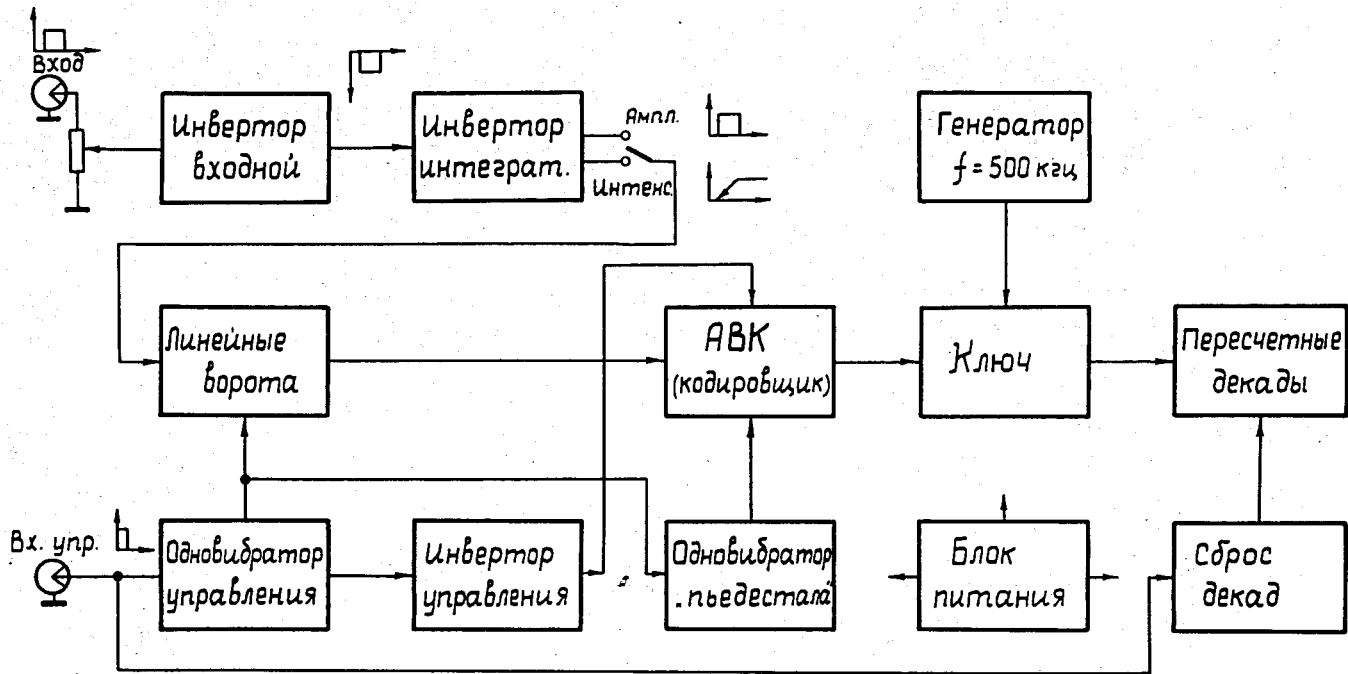 Вход
Инвертор
входной
Инвертор
интеграт.
Ампл.
Интенс.
Генератор
f = 500 кгц
Линейные
ворота
АВК
(кодировщик)
Ключ
Пересчетные
декады
Вх. упр.
Одновибратор
управления
Инвертор
управления
Одновибратор
"пьедестала"
Блок
питания
Сброс
декад